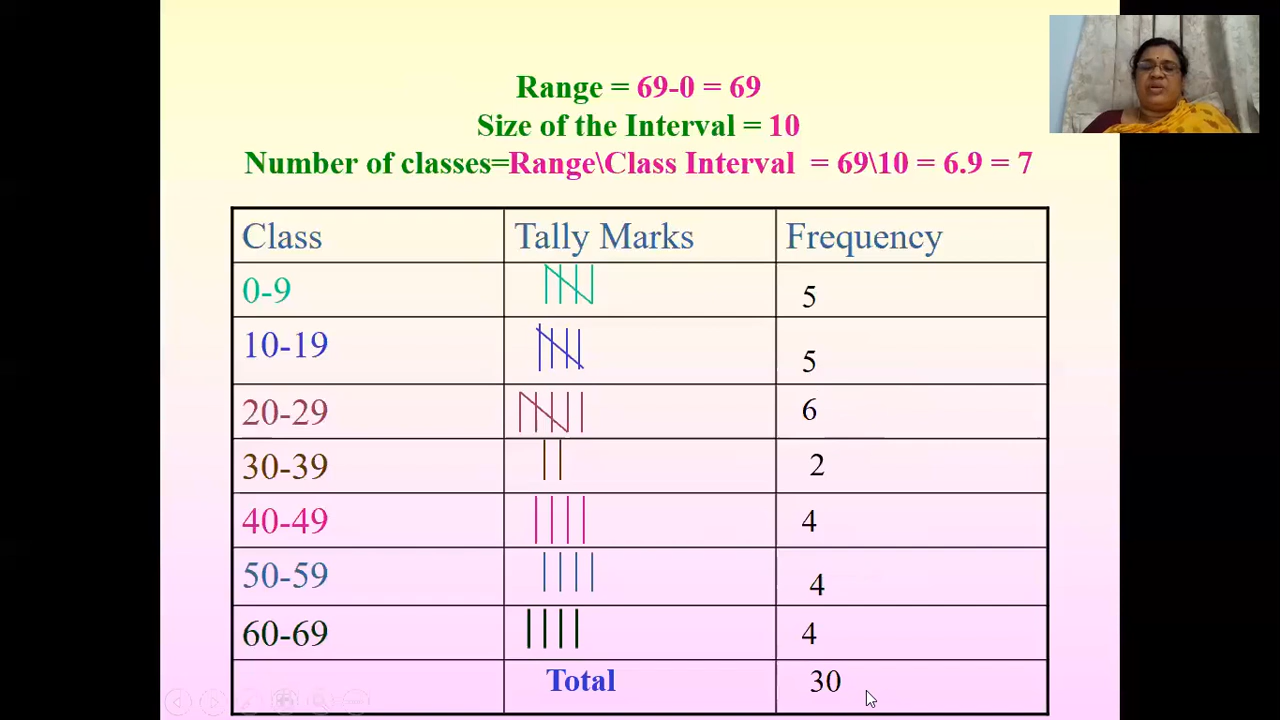 Range = 69-0 = 69
Size of the Interval = 10
Number of classes=Range\Class Interval = 69\10 = 6.9 = 7
Class Tally Marks Frequency
0-9 5
10-19 5
20-29 6
30-39 2
40-49 4
50-59 4
60-69 4
Total 30